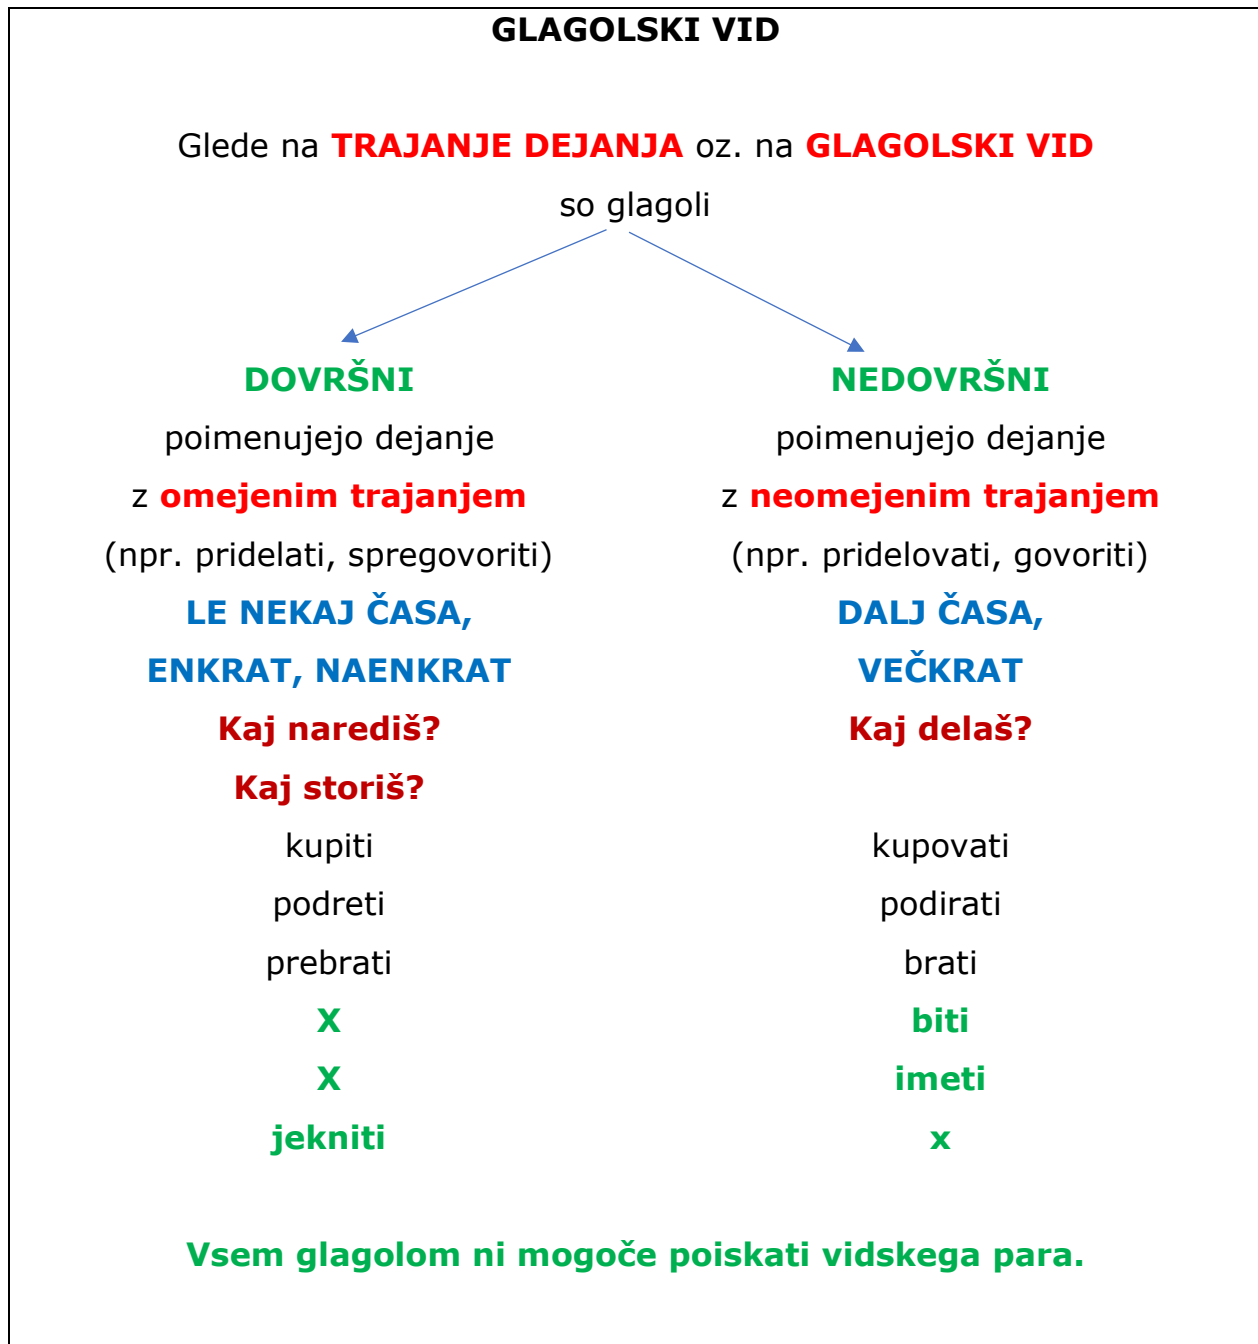 GLAGOLSKI VID
Glede na TRAJANJE DEJANJA oz. na GLAGOLSKI VID
so glagoli
DOVRŠNI
poimenujejo dejanje
z omejenim trajanjem
(npr. pridelati, spregovoriti)
LE NEKAJ ČASA,
ENKRAT, NAENKRAT
Kaj narediš?
Kaj storiš?
kupiti
podreti
prebrati
X
X
jekniti
NEDOVRŠNI
poimenujejo dejanje
z neomejenim trajanjem
(npr. pridelovati, govoriti)
DALJ ČASA,
VEČKRAT
Kaj delaš?
kupovati
podirati
brati
biti
imeti
x
Vsem glagolom ni mogoče poiskati vidskega para.